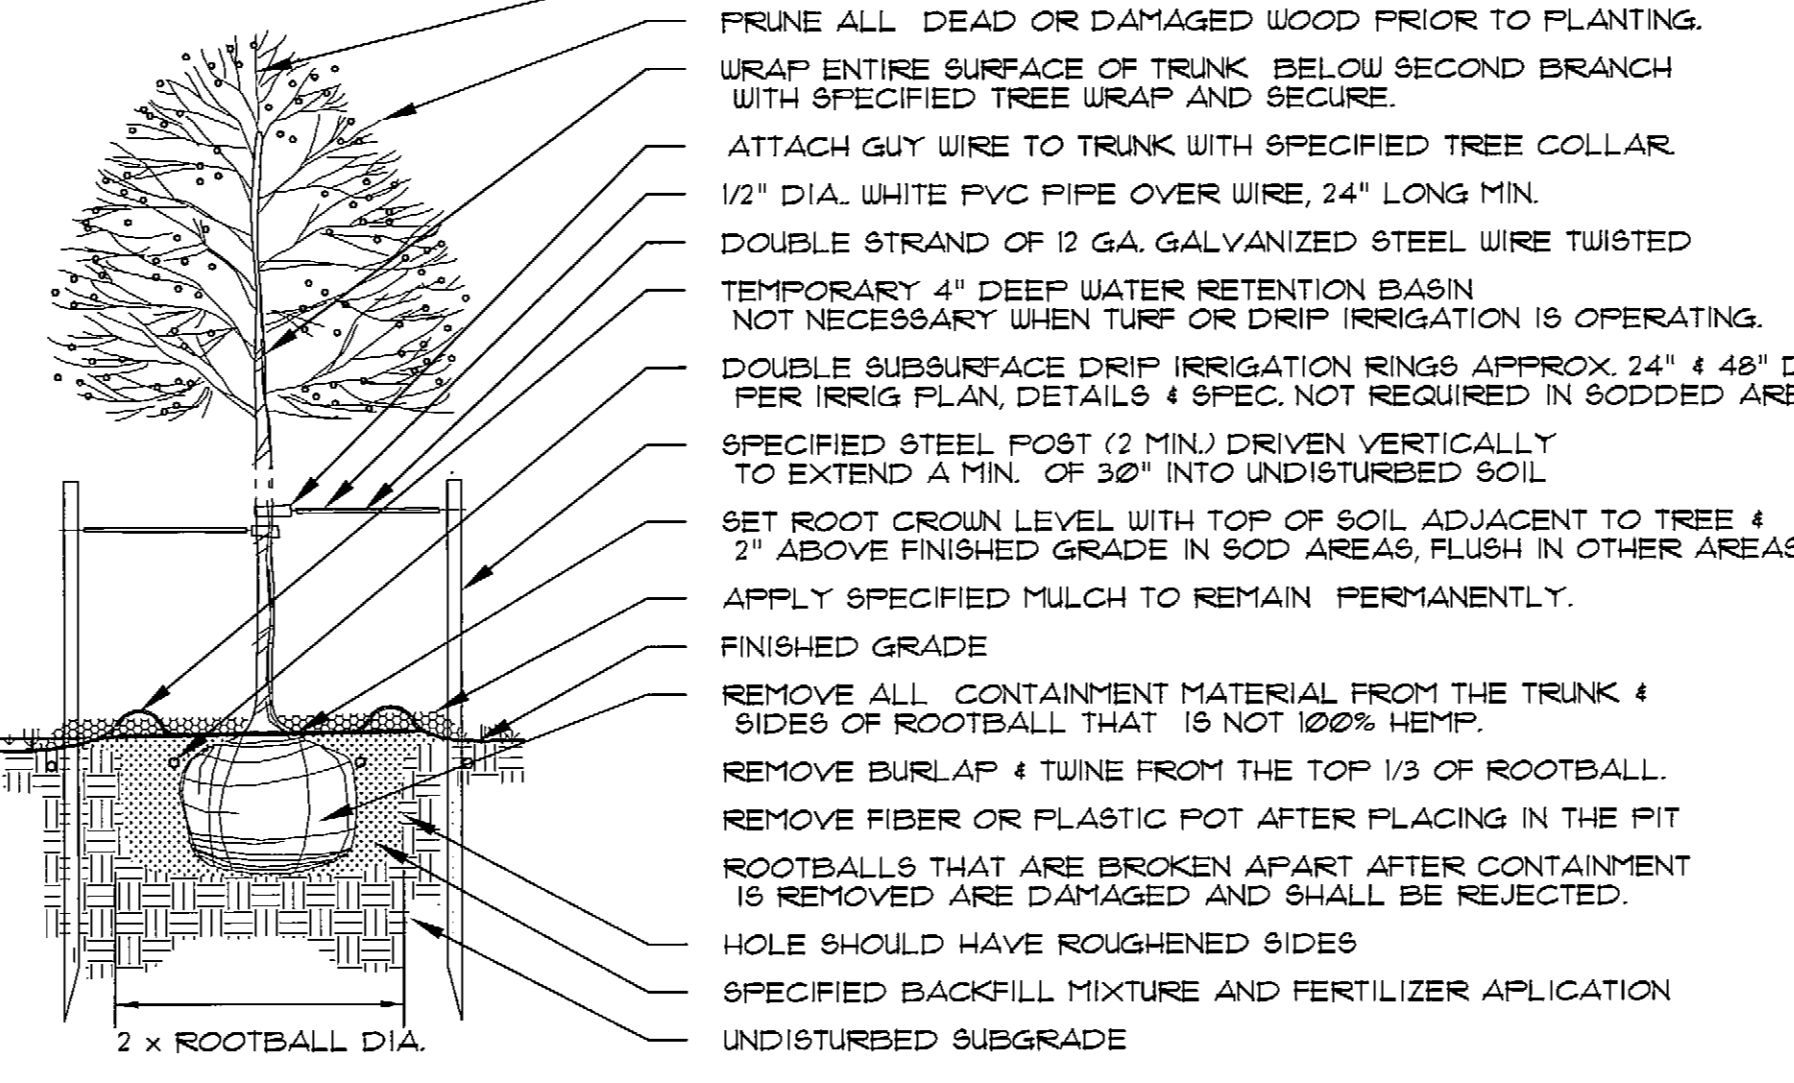 PRUNE ALL DEAD OR DAMAGED WOOD PRIOR TO PLANTING.
WRAP ENTIRE SURFACE OF TRUNK BELOW SECOND BRANCH
WITH SPECIFIED TREE WRAP AND SECURE.
ATTACH GUY WIRE TO TRUNK WITH SPECIFIED TREE COLLAR
1/2" DIA.. WHITE PVC PIPE OVER WIRE, 24" LONG MIN.
DOUBLE STRAND OF 12 GA. GALVANIZED STEEL WIRE TWISTED
TEMPORARY 4" DEEP WATER RETENTION BASIN
NOT NECESSARY WHEN TURF OR DRIP IRRIGATION IS OPERATING.
DOUBLE SUBSURFACE DRIP IRRIGATION RINGS APPROX. 24" & 48"
PER IRRIG PLAN, DETAILS & SPEC. NOT REQUIRED IN SODDED
SPECIFIED STEEL POST (2 MIN.) DRIVEN VERTICALLY
TO EXTEND A MIN. OF 30" INTO UNDISTURBED SOIL
SET ROOT CROWN LEVEL WITH TOP OF SOIL ADJACENT TO TREE &
2" ABOVE FINISHED GRADE IN SOD AREAS, FLUSH IN OTHER AREAS
APPLY SPECIFIED MULCH TO REMAIN PERMANENTLY.
FINISHED GRADE
REMOVE ALL CONTAINMENT MATERIAL FROM THE TRUNK &
SIDES OF ROOTBALL THAT IS NOT 100% HEMP.
REMOVE BURLAP & TWINE FROM THE TOP 1/3 OF ROOTBALL.
REMOVE FIBER OR PLASTIC POT AFTER PLACING IN THE PIT
ROOTBALLS THAT ARE BROKEN APART AFTER CONTAINMENT
IS REMOVED ARE DAMAGED AND SHALL BE REJECTED.
HOLE SHOULD HAVE ROUGHENED SIDES
SPECIFIED BACKFILL MIXTURE AND FERTILIZER APLICATION
UNDISTURBED SUBGRADE
2 x ROOTBALL DIA.